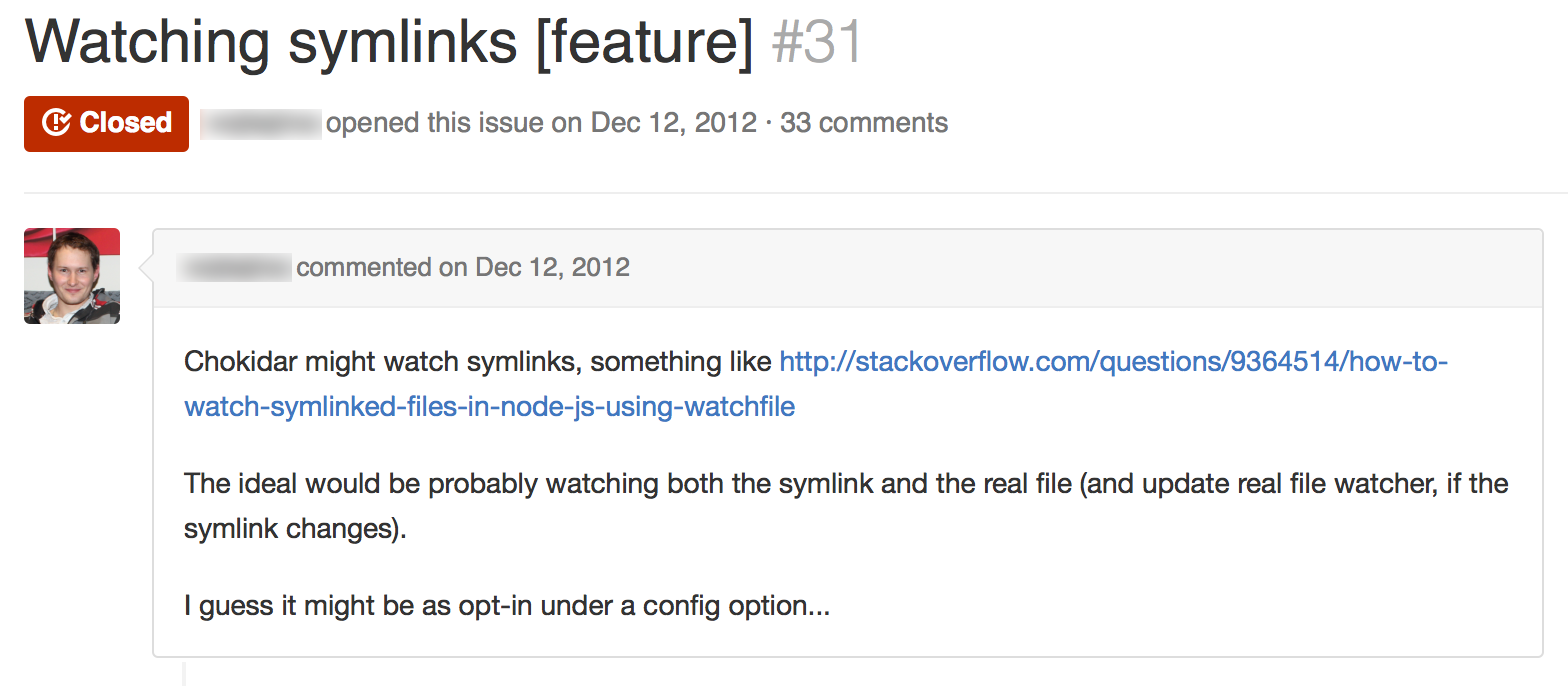 Watching symlinks [feature] #31
Closed opened this issue on Dec 12, 2012 · 33 comments
commented on Dec 12, 2012
Chokidar might watch symlinks, something like http://stackoverflow.com/questions/9364514/how-to-
watch-symlinked-files-in-node-js-using-watchfile
The ideal would be probably watching both the symlink and the real file (and update real file watcher, if the
symlink changes).
I guess it might be as opt-in under a config option...